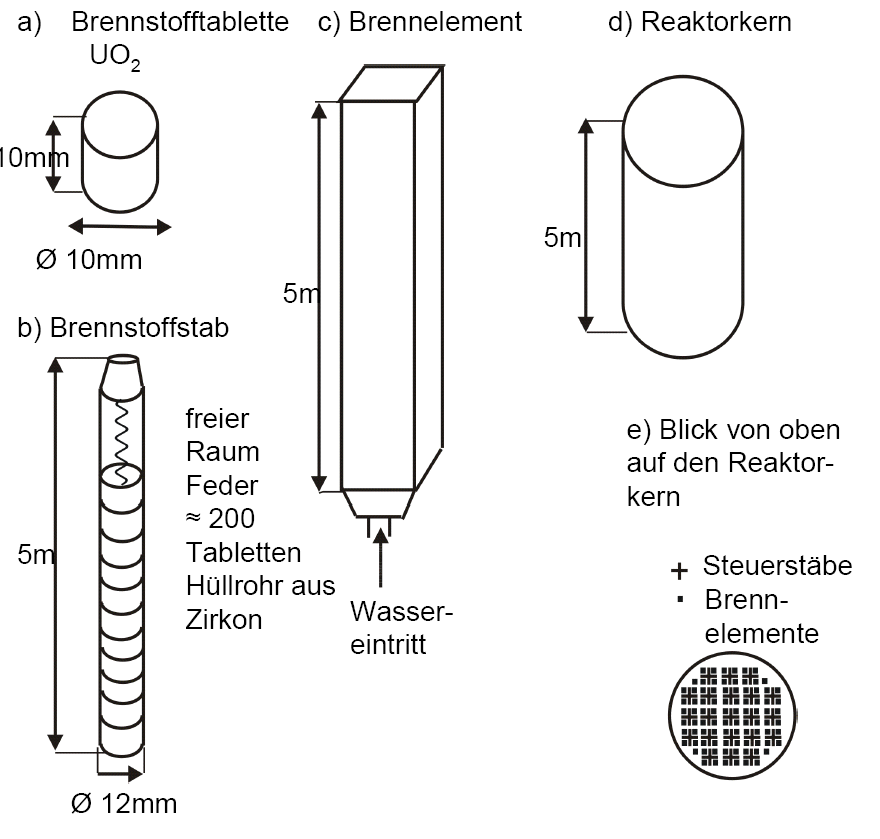 a) Brennstofftablette
UO₂
10mm
Ø 10mm
b) Brennstoffstab
5m
freier
Raum
Feder
≈ 200
Tabletten
Hüllrohr aus
Zirkon
Ø 12mm
c) Brennelement
5m
Wasser-
eintritt
d) Reaktorkern
5m
e) Blick von oben
auf den Reaktor-
kern
Steuerstäbe
Brenn-
elemente